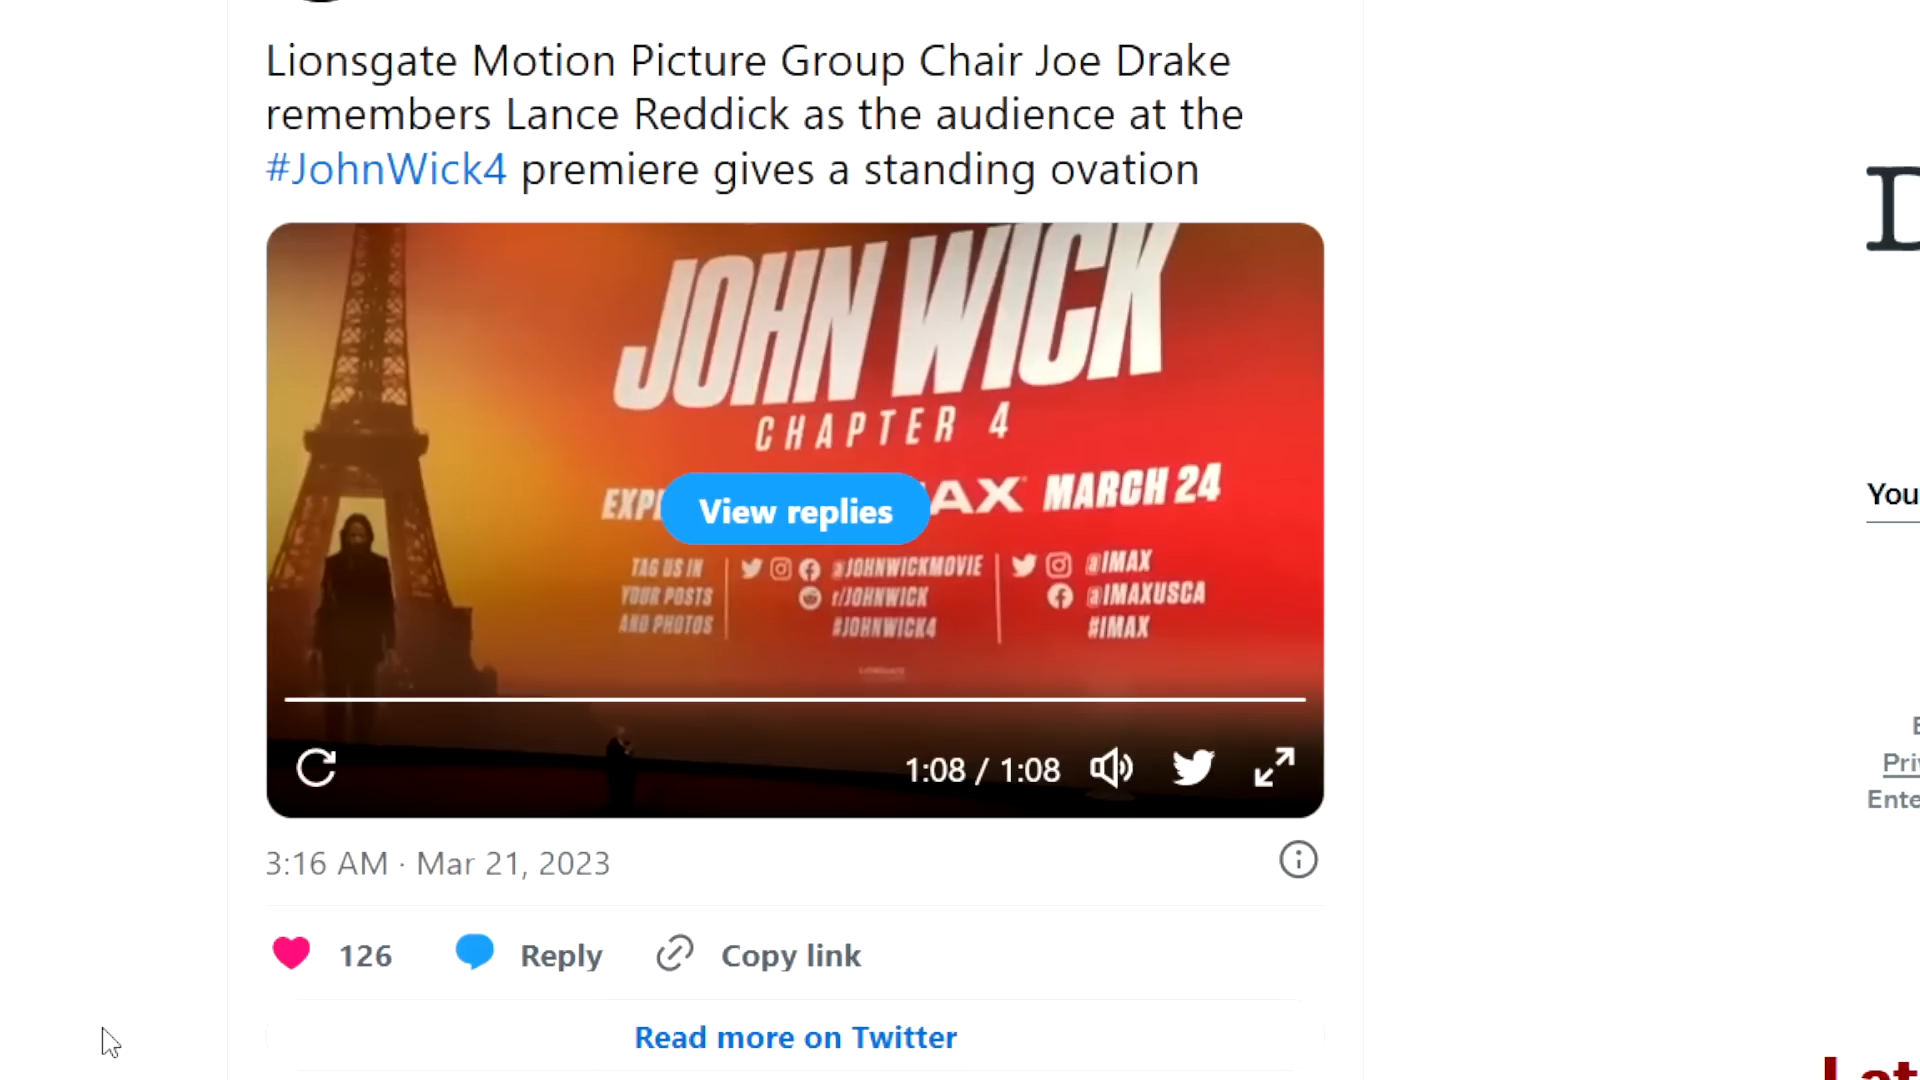 Lionsgate Motion Picture Group Chair Joe Drake
remembers Lance Reddick as the audience at the
#JohnWick4 premiere gives a standing ovation
JOHN WICK
CHAPTER 4
MARCH 24
View replies
TAG US IN
YOUR POSTS
AND PHOTOS
@JOHNWICKMOVIE
r/JOHNWICK
#JOHNWICK4
@IMAX
@IMAXUSCA
#IMAX
1:08 / 1:08
3:16 AM · Mar 21, 2023
126 Reply Copy link
Read more on Twitter
You